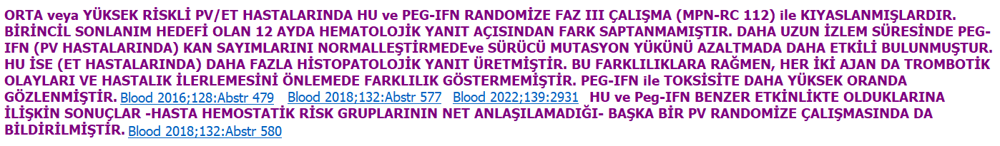 ORTA veya YÜKSEK RİSKLİ PV/ET HASTALARINDA HU ve PEG-IFN RANDOMİZE FAZ III ÇALIŞMA (MPN-RC 112) ile KIYASLANMIŞLARDIR.
BİRİNCİL SONLANIM HEDEFİ OLAN 12 AYDA HEMATOLOJİK YANIT AÇISINDAN FARK SAPTANMAMIŞTIR. DAHA UZUN İZLEM SÜRESİNDE PEG-
IFN (PV HASTALARINDA) KAN SAYIMLARINI NORMALLEŞTİRMEDEve SÜRÜCÜ MUTASYON YÜKÜNÜ AZALTMADA DAHA ETKİLİ BULUNMUŞTUR.
HU İSE (ET HASTALARINDA) DAHA FAZLA HİSTOPATOLOJİK YANIT ÜRETMİŞTİR. BU FARKLILIKLARA RAĞMEN, HER İKİ AJAN DA TROMBOTİK
OLAYLARI VE HASTALIK İLERLEMESİNİ ÖNLEMEDE FARKLILIK GÖSTERMEMİŞTİR. PEG-IFN ile TOKSİSİTE DAHA YÜKSEK ORANDA
GÖZLENMİŞTİR. Blood 2016;128:Abstr 479 Blood 2018;132:Abstr 577 Blood 2022;139:2931 HU ve Peg-IFN BENZER ETKİNLİKTE OLDUKLARINA
İLİŞKİN SONUÇLAR -HASTA HEMOSTATİK RİSK GRUPLARININ NET ANLAŞILAMADIĞI- BAŞKA BİR PV RANDOMİZE ÇALIŞMASINDA DA
BİLDİRİLMİŞTİR. Blood 2018;132:Abstr 580